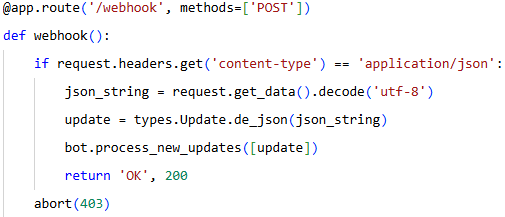 @app.route('/webhook', methods=['POST'])
def webhook():
    if request.headers.get('content-type') == 'application/json':
        json_string = request.get_data().decode('utf-8')
        update = types.Update.de_json(json_string)
        bot.process_new_updates([update])
        return 'OK', 200
    abort(403)